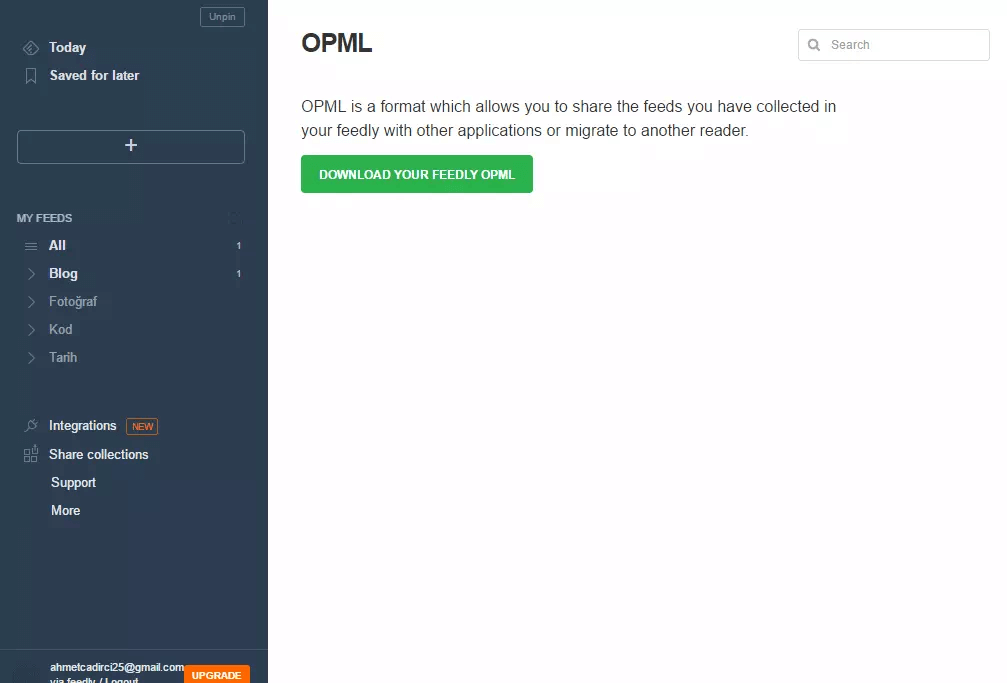 Unpin
Today
Saved for later
+
MY FEEDS
All 1
Blog 1
Fotoğraf
Kod
Tarih
Integrations NEW
Share collections
Support
More
ahmetcadirci25@gmail.com
via feedly / Logout
UPGRADE
OPML
Search
OPML is a format which allows you to share the feeds you have collected in
your feedly with other applications or migrate to another reader.
DOWNLOAD YOUR FEEDLY OPML